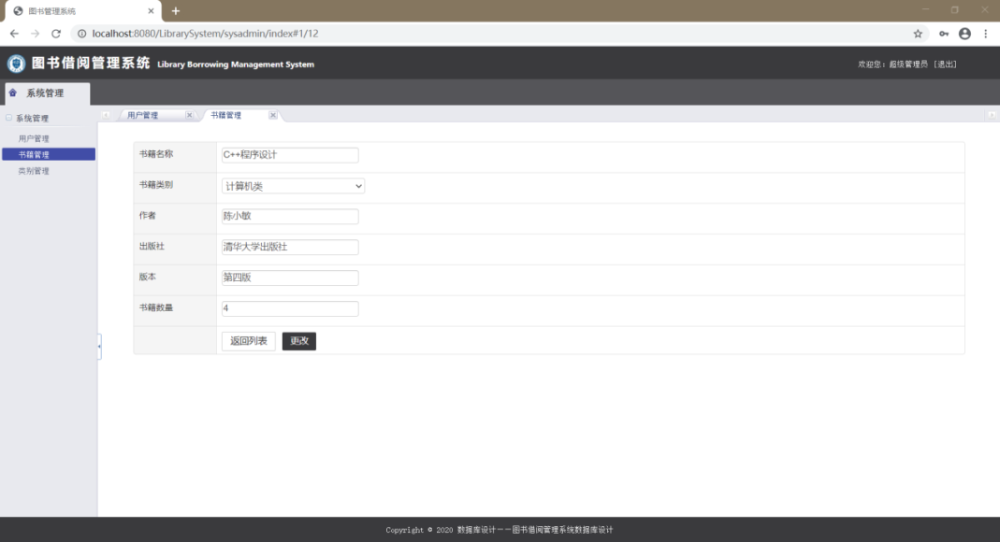 图书管理系统
localhost:8080/LibrarySystem/sysadmin/index#1/12
图书借阅管理系统 Library Borrowing Management System
欢迎您：超级管理员 [退出]
系统管理
系统管理
用户管理
书籍管理
类别管理
用户管理 书籍管理
书籍名称 C++程序设计
书籍类别 计算机类
作者 陈小敏
出版社 清华大学出版社
版本 第四版
书籍数量 4
返回列表 更改
Copyright © 2020 数据库设计——图书借阅管理系统数据库设计